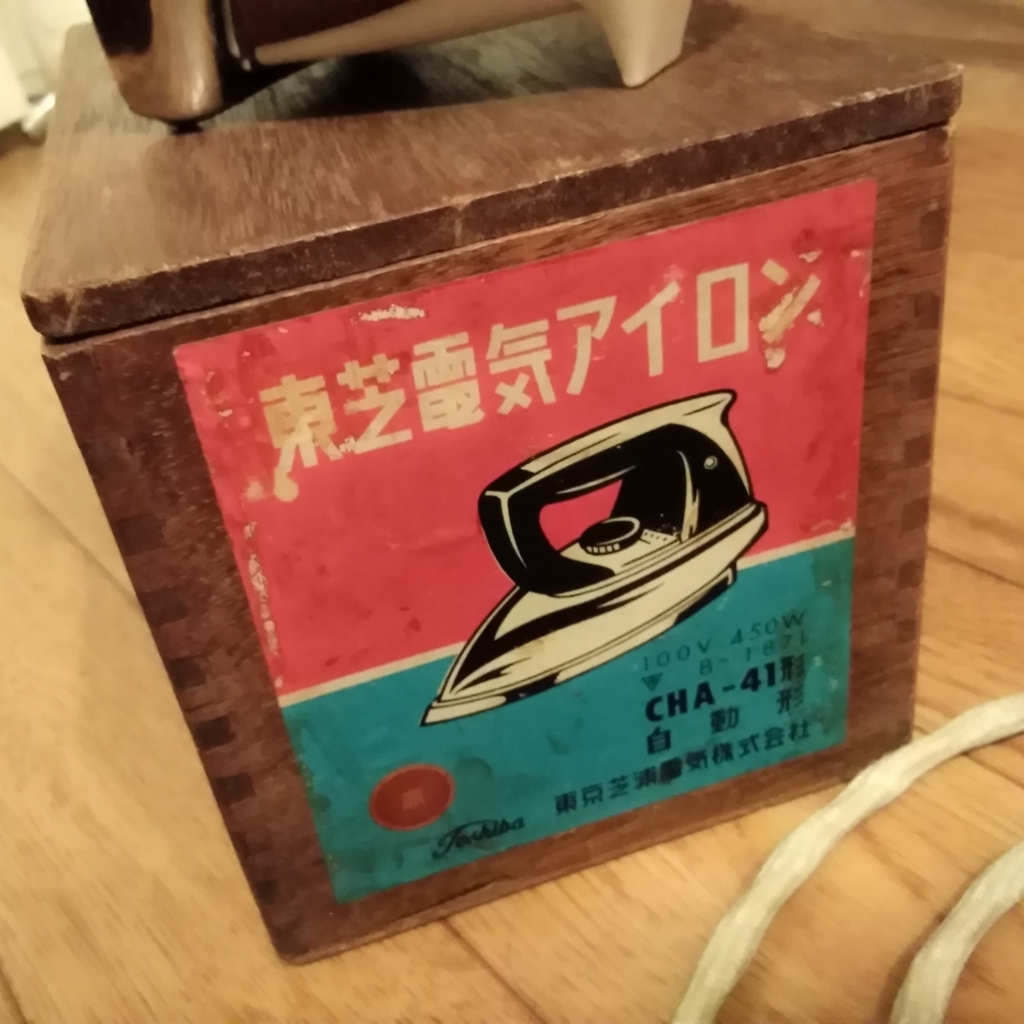 東芝電気アイロン
100V 450W
▽ 8-1871
CHA-41形
自動形
東京芝浦電気株式会社
Toshiba